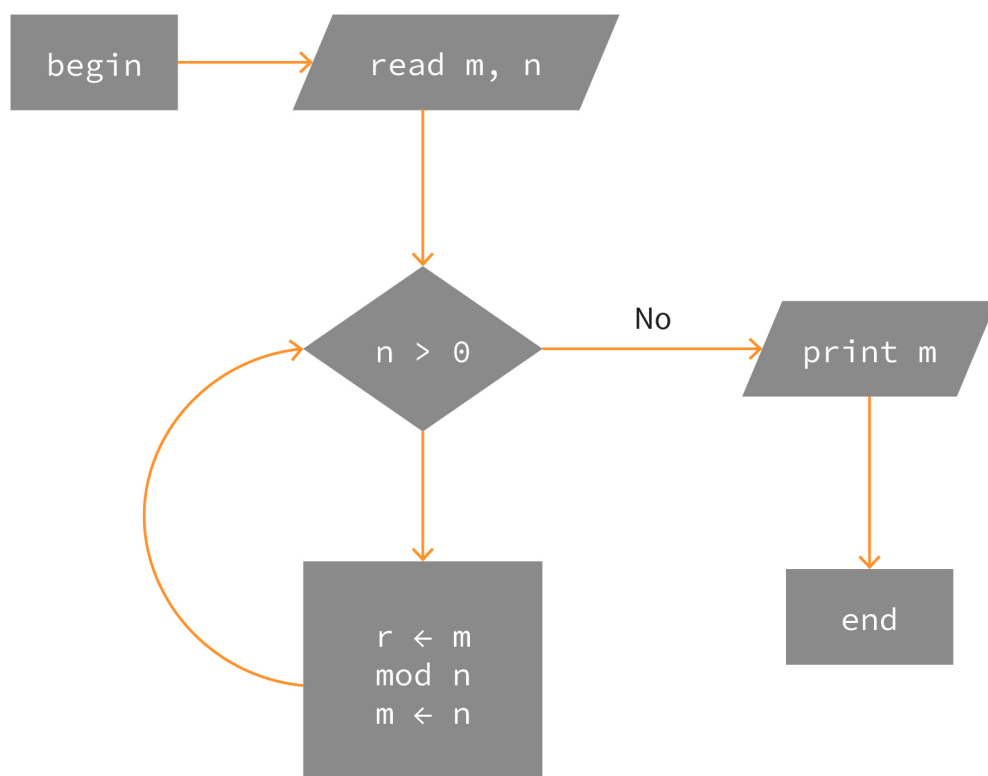 begin
read m, n
n > 0
No
print m
r ← m
mod n
m ← n
end